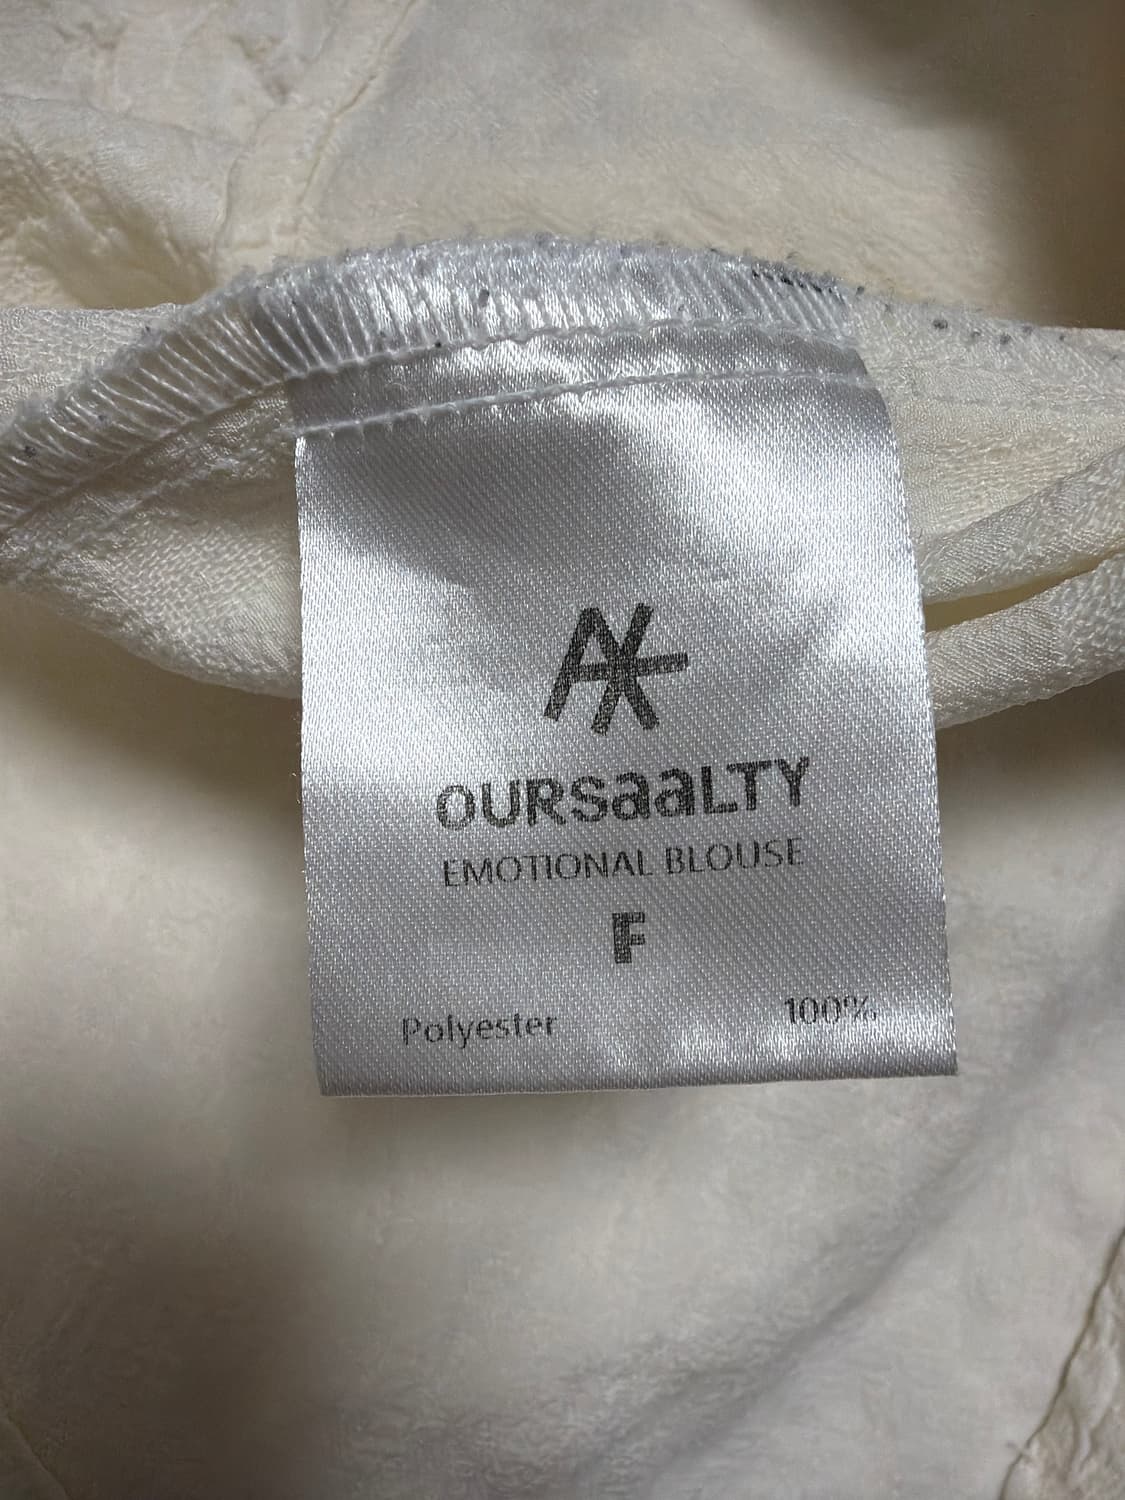 OURSaaLTY
EMOTIONAL BLOUSE
F
Polyester 100%